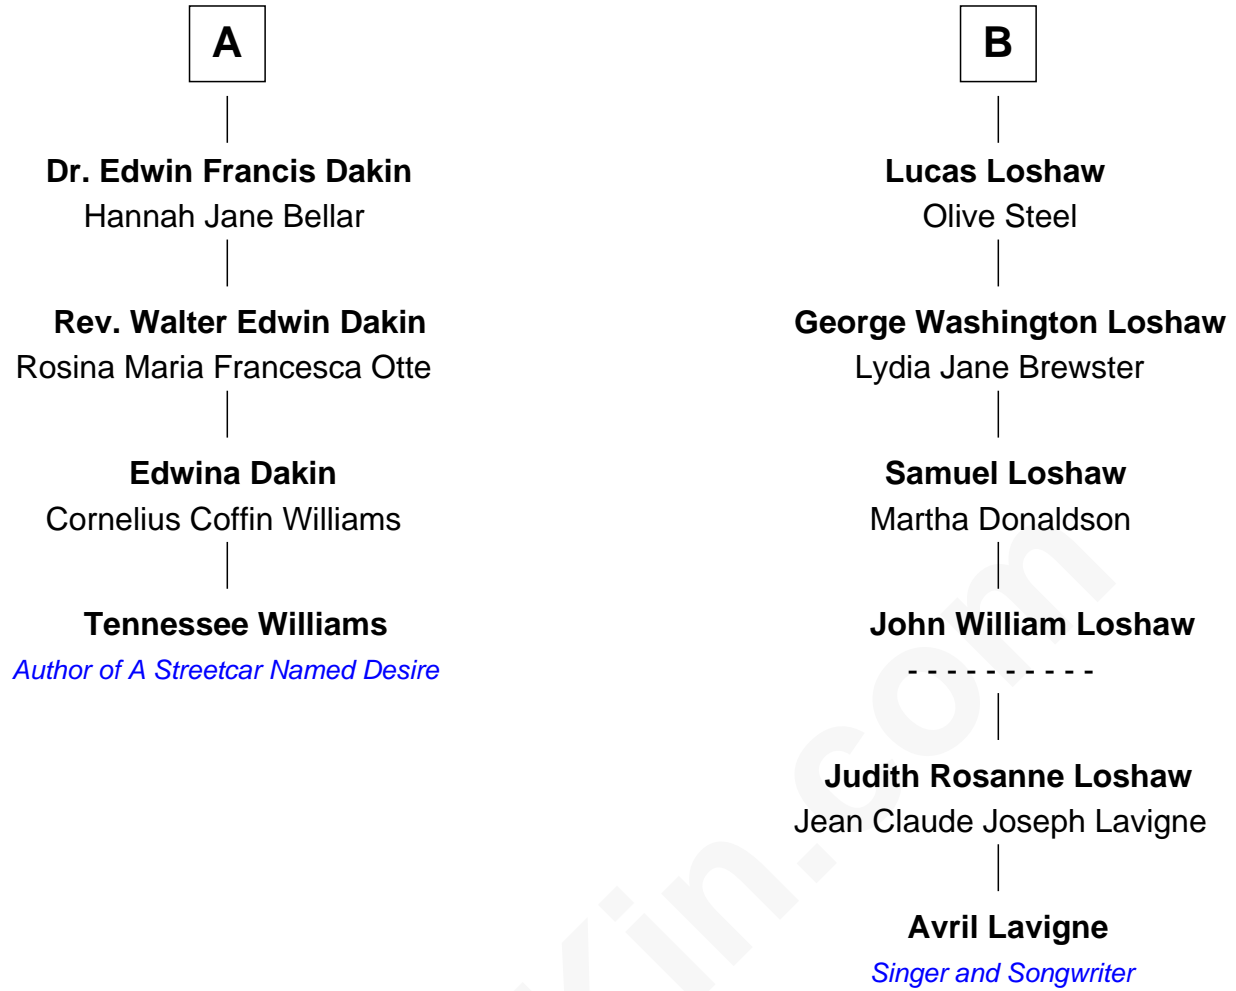 A
Dr. Edwin Francis Dakin
Hannah Jane Bellar
Rev. Walter Edwin Dakin
Rosina Maria Francesca Otte
Edwina Dakin
Cornelius Coffin Williams
Tennessee Williams
Author of A Streetcar Named Desire
B
Lucas Loshaw
Olive Steel
George Washington Loshaw
Lydia Jane Brewster
Samuel Loshaw
Martha Donaldson
John William Loshaw
- - - - - - - - - -
Judith Rosanne Loshaw
Jean Claude Joseph Lavigne
Avril Lavigne
Singer and Songwriter
Kin.com